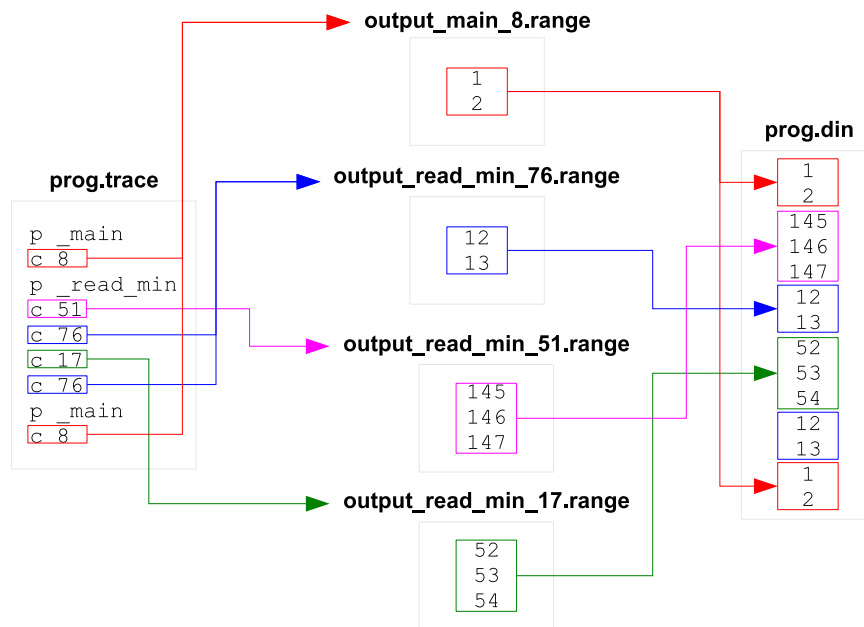 prog.trace
p _main
c 8
p _read_min
c 51
c 76
c 17
c 76
p _main
c 8
output_main_8.range
1
2
output_read_min_76.range
12
13
output_read_min_51.range
145
146
147
output_read_min_17.range
52
53
54
prog.din
1
2
145
146
147
12
13
52
53
54
12
13
1
2